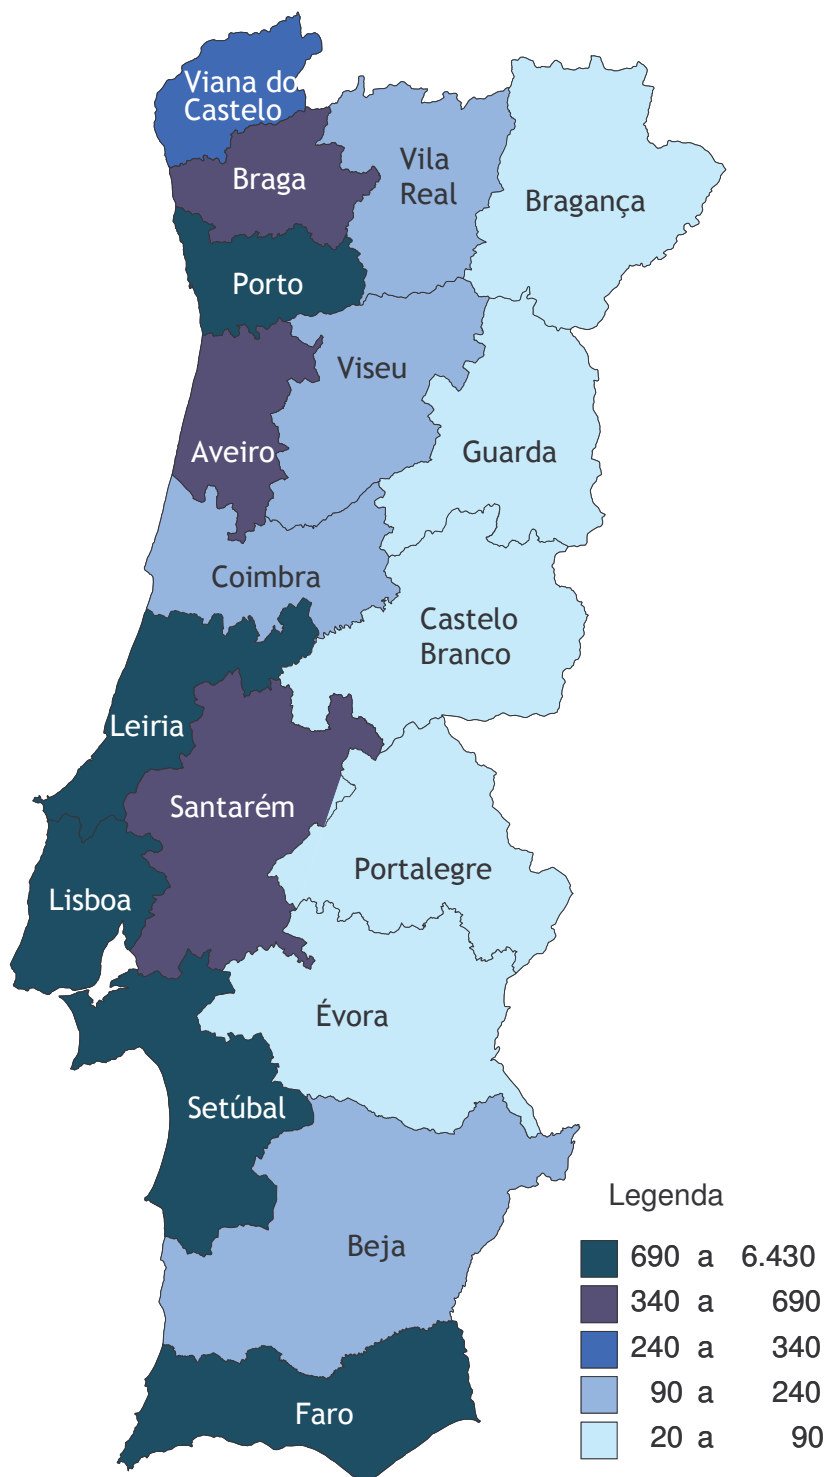 Viana do
Castelo
Braga
Vila
Real
Bragança
Porto
Viseu
Aveiro
Guarda
Coimbra
Castelo
Branco
Leiria
Santarém
Portalegre
Lisboa
Évora
Setúbal
Beja
Faro
Legenda
690 a 6.430
340 a 690
240 a 340
90 a 240
20 a 90